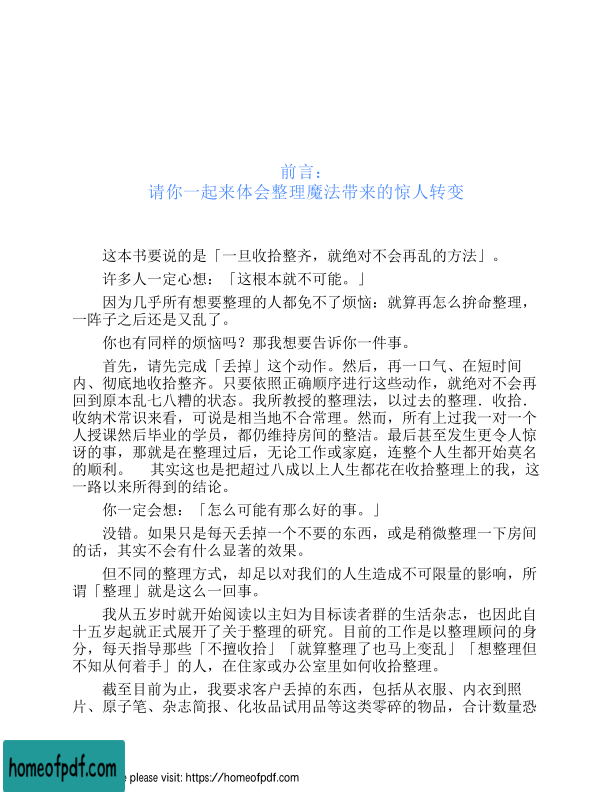 前言：
请你一起来体会整理魔法带来的惊人转变
这本书要说的是「一旦收拾整齐，就绝对不会再乱的方法」。
许多人一定心想：「这根本就不可能。」
因为几乎所有想要整理的人都免不了烦恼：就算再怎么拚命整理，
一阵子之后还是又乱了。
你也有同样的烦恼吗？那我想要告诉你一件事。
首先，请先完成「丢掉」这个动作。然后，再一口气、在短时间
内、彻底地收拾整齐。只要依照正确顺序进行这些动作，就绝对不会再
回到原本乱七八糟的状态。我所教授的整理法，以过去的整理．收拾．
收纳术常识来看，可说是相当地不合常理。然而，所有上过我一对一个
人授课然后毕业的学员，都仍维持房间的整洁。最后甚至发生更令人惊
讶的事，那就是在整理过后，无论工作或家庭，连整个人生都开始莫名
的顺利。　其实这也是把超过八成以上人生都花在收拾整理上的我，这
一路以来所得到的结论。
你一定会想：「怎么可能有那么好的事。」
没错。如果只是每天丢掉一个不要的东西，或是稍微整理一下房间
的话，其实不会有什么显著的效果。
但不同的整理方式，却足以对我们的人生造成不可限量的影响，所
谓「整理」就是这么一回事。
我从五岁时就开始阅读以主妇为目标读者群的生活杂志，也因此自
十五岁起就正式展开了关于整理的研究。目前的工作是以整理顾问的身
分，每天指导那些「不擅收拾」「就算整理了也马上变乱」「想整理但
不知从何着手」的人，在住家或办公室里如何收拾整理。
截至目前为止，我要求客户丢掉的东西，包括从衣服、内衣到照
片、原子笔、杂志简报、化妆品试用品等这类零碎的物品，合计数量恐
homeofpdf.com
e please visit: https://homeofpdf.com